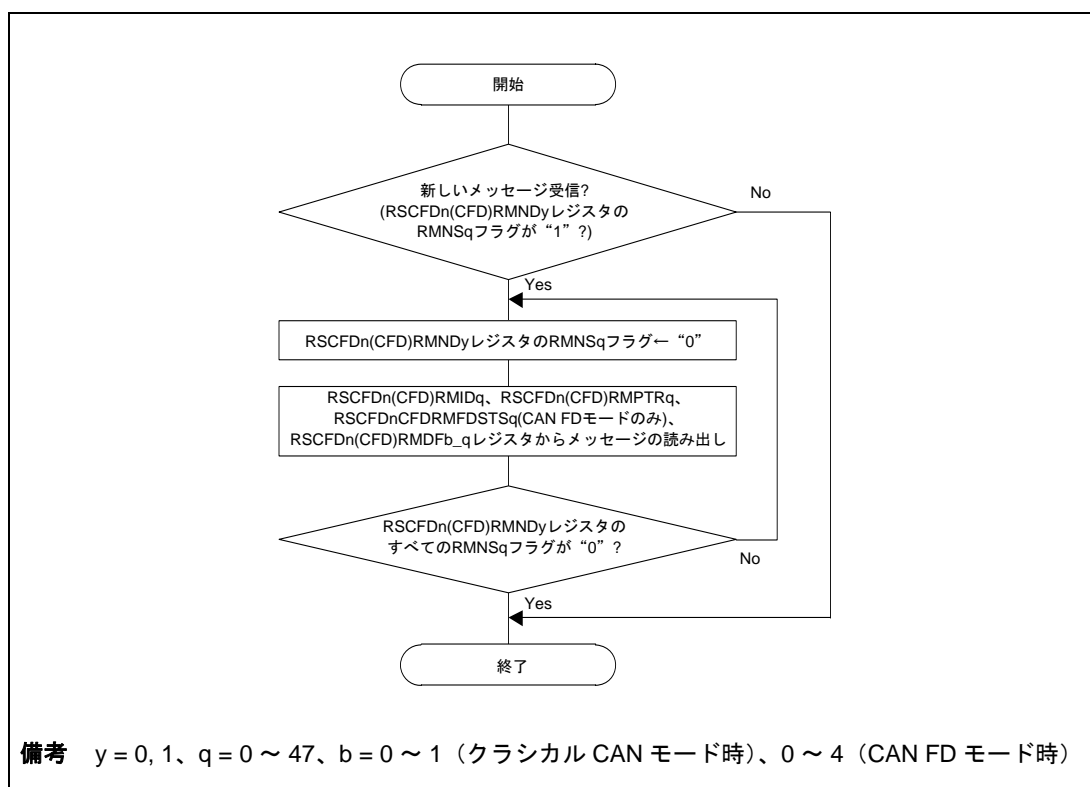 開始
新しいメッセージ受信?
(RSCFDn(CFD)RMNDyレジスタの
RMNSqフラグが“1”?)
No
Yes
RSCFDn(CFD)RMNDyレジスタのRMNSqフラグ←“0”
RSCFDn(CFD)RMIDq、RSCFDn(CFD)RMPTRq、
RSCFDnCFDRMFDSTSq(CAN FDモードのみ)、
RSCFDn(CFD)RMDFb_qレジスタからメッセージの読み出し
RSCFDn(CFD)RMNDyレジスタの
すべてのRMNSqフラグが“0”?
No
Yes
終了
備考 y = 0, 1、q = 0 ～ 47、b = 0 ～ 1（クラシカル CAN モード時）、0 ～ 4（CAN FD モード時）